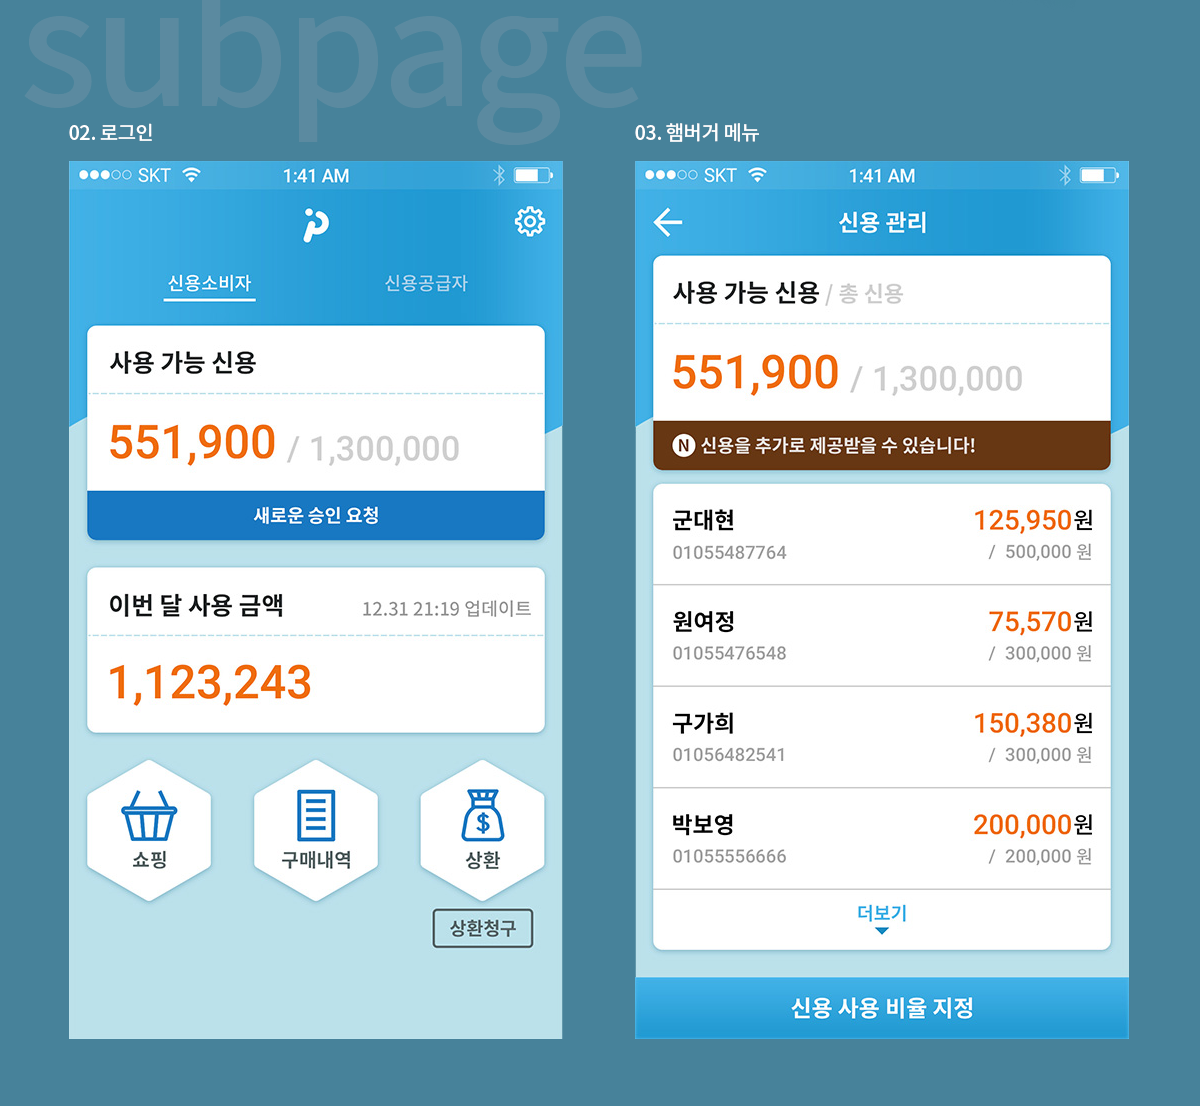 subpage
02. 로그인
SKT
1:41 AM
신용소비자
신용공급자
사용 가능 신용
551,900 / 1,300,000
새로운 승인 요청
이번 달 사용 금액
12.31 21:19 업데이트
1,123,243
쇼핑
구매내역
$
상환
상환청구
03. 햄버거 메뉴
SKT
1:41 AM
신용 관리
사용 가능 신용 / 총 신용
551,900 / 1,300,000
N 신용을 추가로 제공받을 수 있습니다!
군대현
125,950원
01055487764
/ 500,000 원
원여정
75,570원
01055476548
/ 300,000 원
구가희
150,380원
01056482541
/ 300,000 원
박보영
200,000원
01055556666
/ 200,000 원
더보기
신용 사용 비율 지정